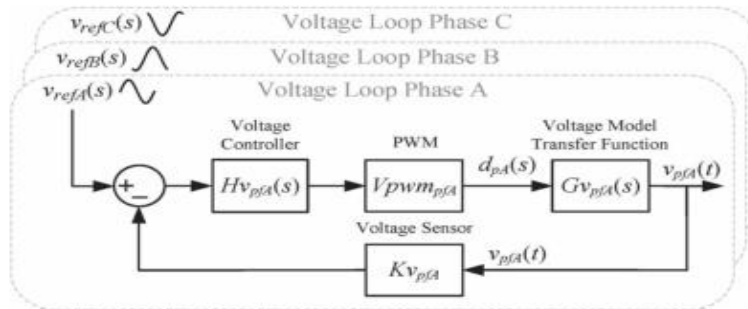 v_refC(s) Voltage Loop Phase C
v_refB(s) Voltage Loop Phase B
v_refA(s) Voltage Loop Phase A
Voltage Controller
PWM
Voltage Model Transfer Function
+
−
Hv_pfA(s)
Vpwm_pfA
d_pA(s)
Gv_pfA(s)
v_pfA(t)
Voltage Sensor
Kv_pfA
v_pfA(t)